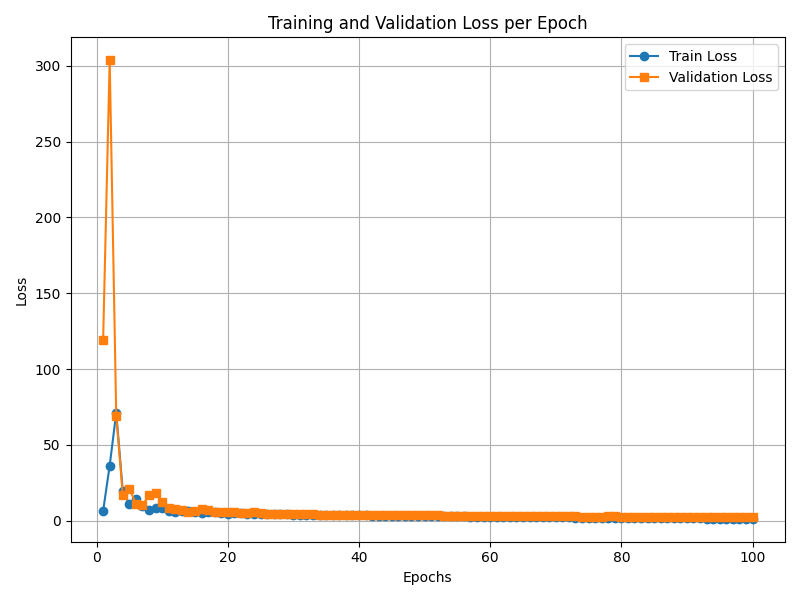 Training and Validation Loss per Epoch
Train Loss
Validation Loss
300
250
200
150
100
50
0
Loss
0 20 40 60 80 100
Epochs